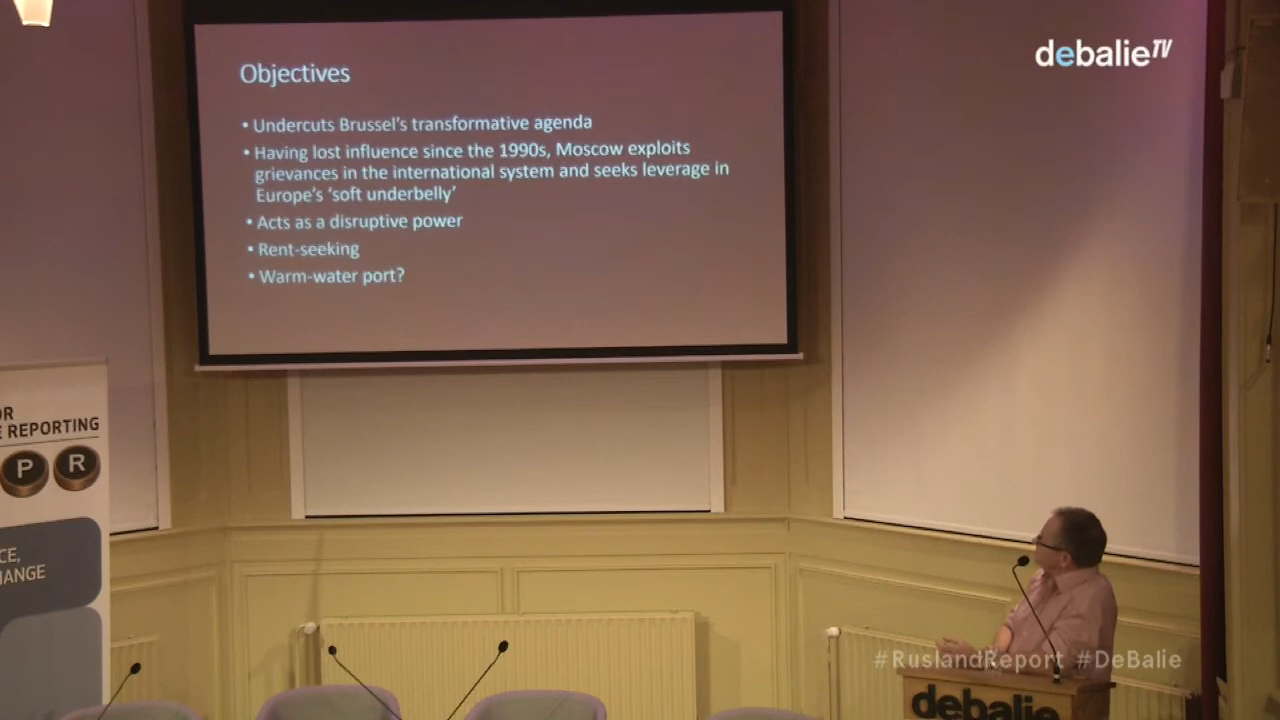 debalieTV
Objectives
• Undercuts Brussel's transformative agenda
• Having lost influence since the 1990s, Moscow exploits
grievances in the international system and seeks leverage in
Europe's 'soft underbelly'
• Acts as a disruptive power
• Rent-seeking
• Warm-water port?
OR
E REPORTING
P R
CE,
HANGE
#RuslandReport #DeBalie
debalie